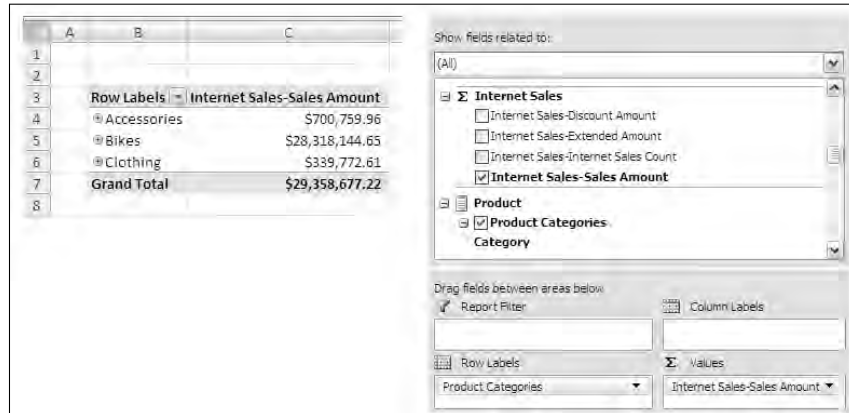 A B C
1
2
3 Row Labels Internet Sales-Sales Amount
4 Accessories $700,759.96
5 Bikes $28,318,144.65
6 Clothing $339,772.61
7 Grand Total $29,358,677.22
8
Show fields related to:
(All)
Σ Internet Sales
Internet Sales-Discount Amount
Internet Sales-Extended Amount
Internet Sales-Internet Sales Count
Internet Sales-Sales Amount
Product
Product Categories
Category
Drag fields between areas below
Report Filter Column Labels
Row Labels Σ Values
Product Categories Internet Sales-Sales Amount